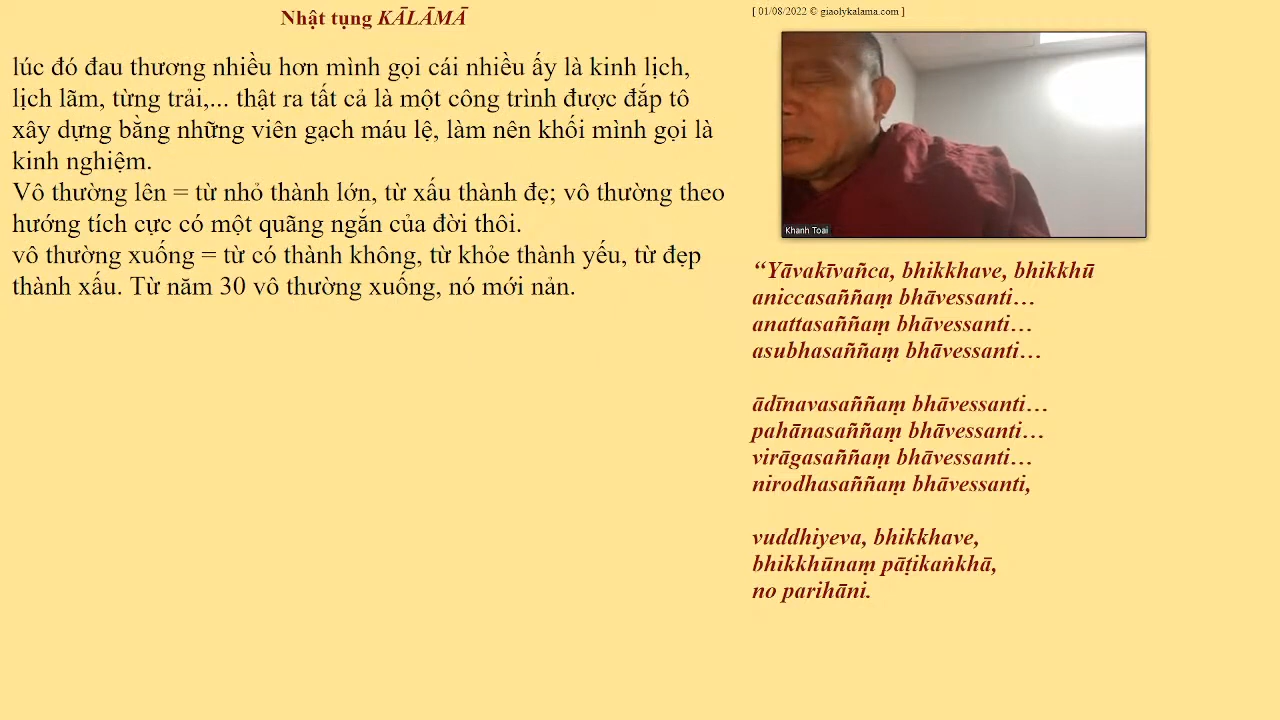 Nhật tụng KĀLĀMĀ
lúc đó đau thương nhiều hơn mình gọi cái nhiều ấy là kinh lịch,
lịch lãm, từng trải,... thật ra tất cả là một công trình được đắp tô
xây dựng bằng những viên gạch máu lệ, làm nên khối mình gọi là
kinh nghiệm.
Vô thường lên = từ nhỏ thành lớn, từ xấu thành đẹ; vô thường theo
hướng tích cực có một quãng ngắn của đời thôi.
vô thường xuống = từ có thành không, từ khỏe thành yếu, từ đẹp
thành xấu. Từ năm 30 vô thường xuống, nó mới nản.
[ 01/08/2022 © giaolykalama.com ]
Khanh Toai
“Yāvakīvañca, bhikkhave, bhikkhū
aniccasaññaṃ bhāvessanti…
anattasaññaṃ bhāvessanti…
asubhasaññaṃ bhāvessanti…
ādīnavasaññaṃ bhāvessanti…
pahānasaññaṃ bhāvessanti…
virāgasaññaṃ bhāvessanti…
nirodhasaññaṃ bhāvessanti,
vuddhiyeva, bhikkhave,
bhikkhūnaṃ pāṭikaṅkhā,
no parihāni.